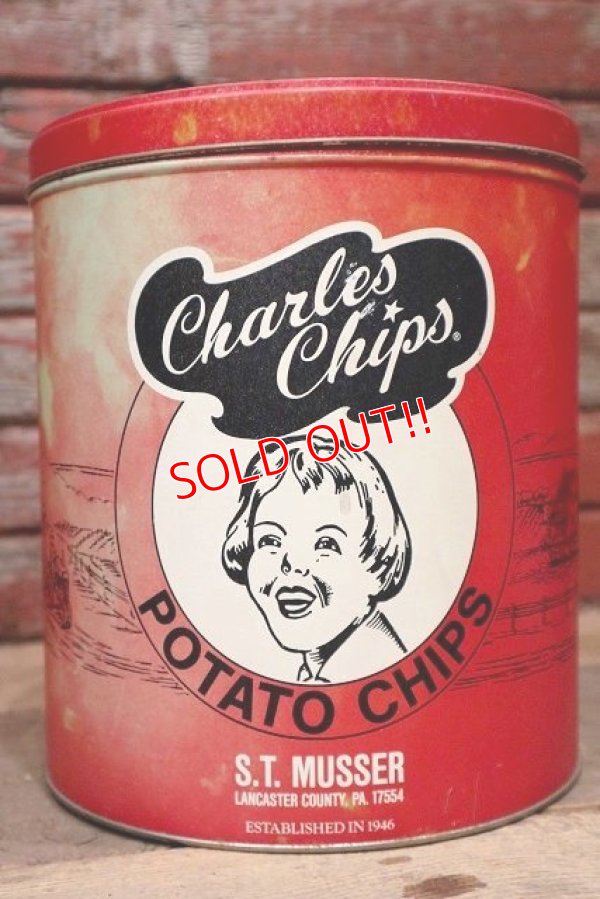 Charles
Chips®
SOLD OUT!!
POTATO CHIPS
S.T. MUSSER
LANCASTER COUNTY, PA. 17554
ESTABLISHED IN 1946